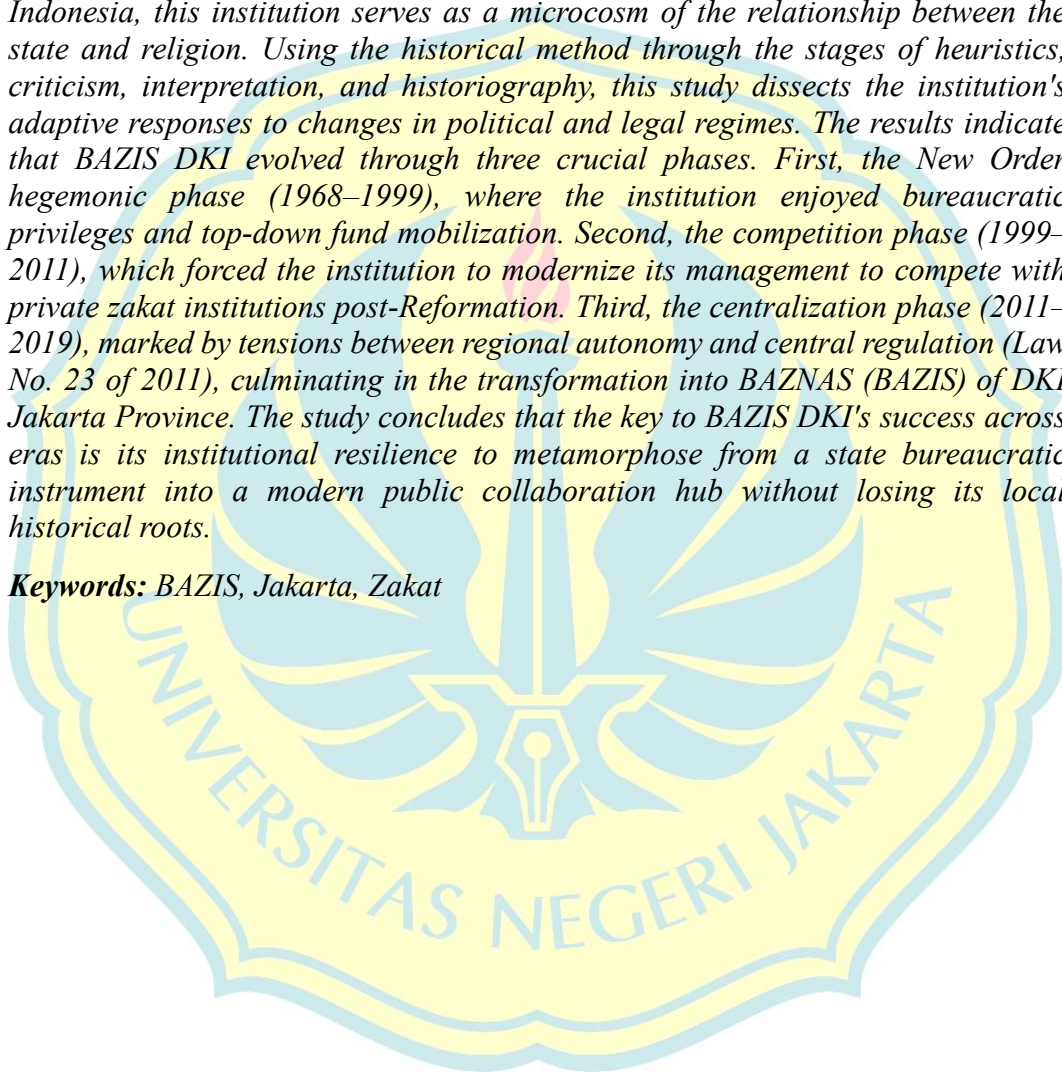 Indonesia, this institution serves as a microcosm of the relationship between the
state and religion. Using the historical method through the stages of heuristics,
criticism, interpretation, and historiography, this study dissects the institution's
adaptive responses to changes in political and legal regimes. The results indicate
that BAZIS DKI evolved through three crucial phases. First, the New Order
hegemonic phase (1968–1999), where the institution enjoyed bureaucratic
privileges and top-down fund mobilization. Second, the competition phase (1999–
2011), which forced the institution to modernize its management to compete with
private zakat institutions post-Reformation. Third, the centralization phase (2011–
2019), marked by tensions between regional autonomy and central regulation (Law
No. 23 of 2011), culminating in the transformation into BAZNAS (BAZIS) of DKI
Jakarta Province. The study concludes that the key to BAZIS DKI's success across
eras is its institutional resilience to metamorphose from a state bureaucratic
instrument into a modern public collaboration hub without losing its local
historical roots.
Keywords: BAZIS, Jakarta, Zakat
UNIVERSITAS NEGERI JAKARTA